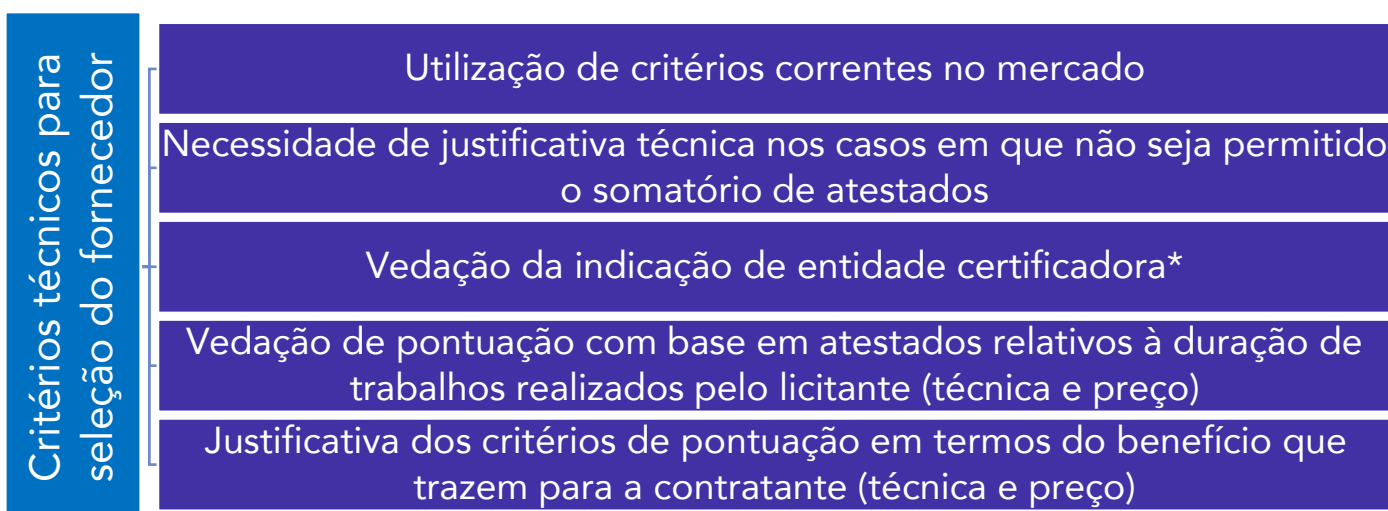 Critérios técnicos para
seleção do fornecedor
Utilização de critérios correntes no mercado
Necessidade de justificativa técnica nos casos em que não seja permitido
o somatório de atestados
Vedação da indicação de entidade certificadora*
Vedação de pontuação com base em atestados relativos à duração de
trabalhos realizados pelo licitante (técnica e preço)
Justificativa dos critérios de pontuação em termos do benefício que
trazem para a contratante (técnica e preço)